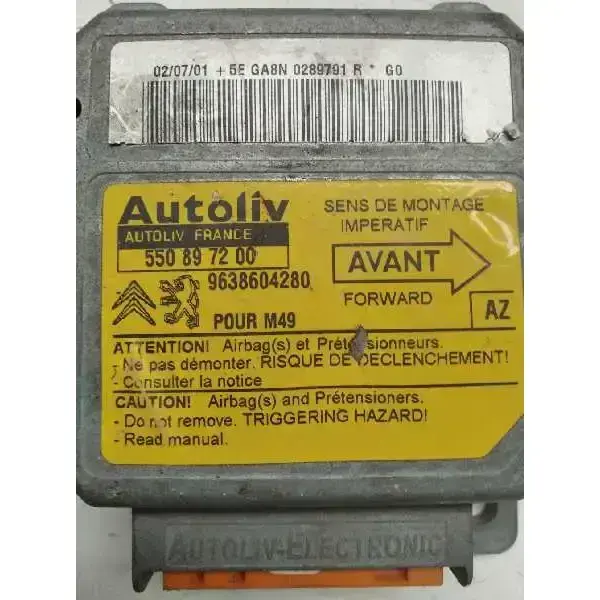 02/07/01 + 5E GA8N 0289791 R * G0
Autoliv
AUTOLIV FRANCE
550 89 72 00
9638604280
POUR M49
SENS DE MONTAGE
IMPERATIF
AVANT
FORWARD
AZ
ATTENTION! Airbag(s) et Prétensionneurs.
- Ne pas démonter. RISQUE DE DECLENCHEMENT!
- Consulter la notice
CAUTION! Airbag(s) and Prétensioners.
- Do not remove. TRIGGERING HAZARD!
- Read manual.
AUTOLIV-ELECTRONIC